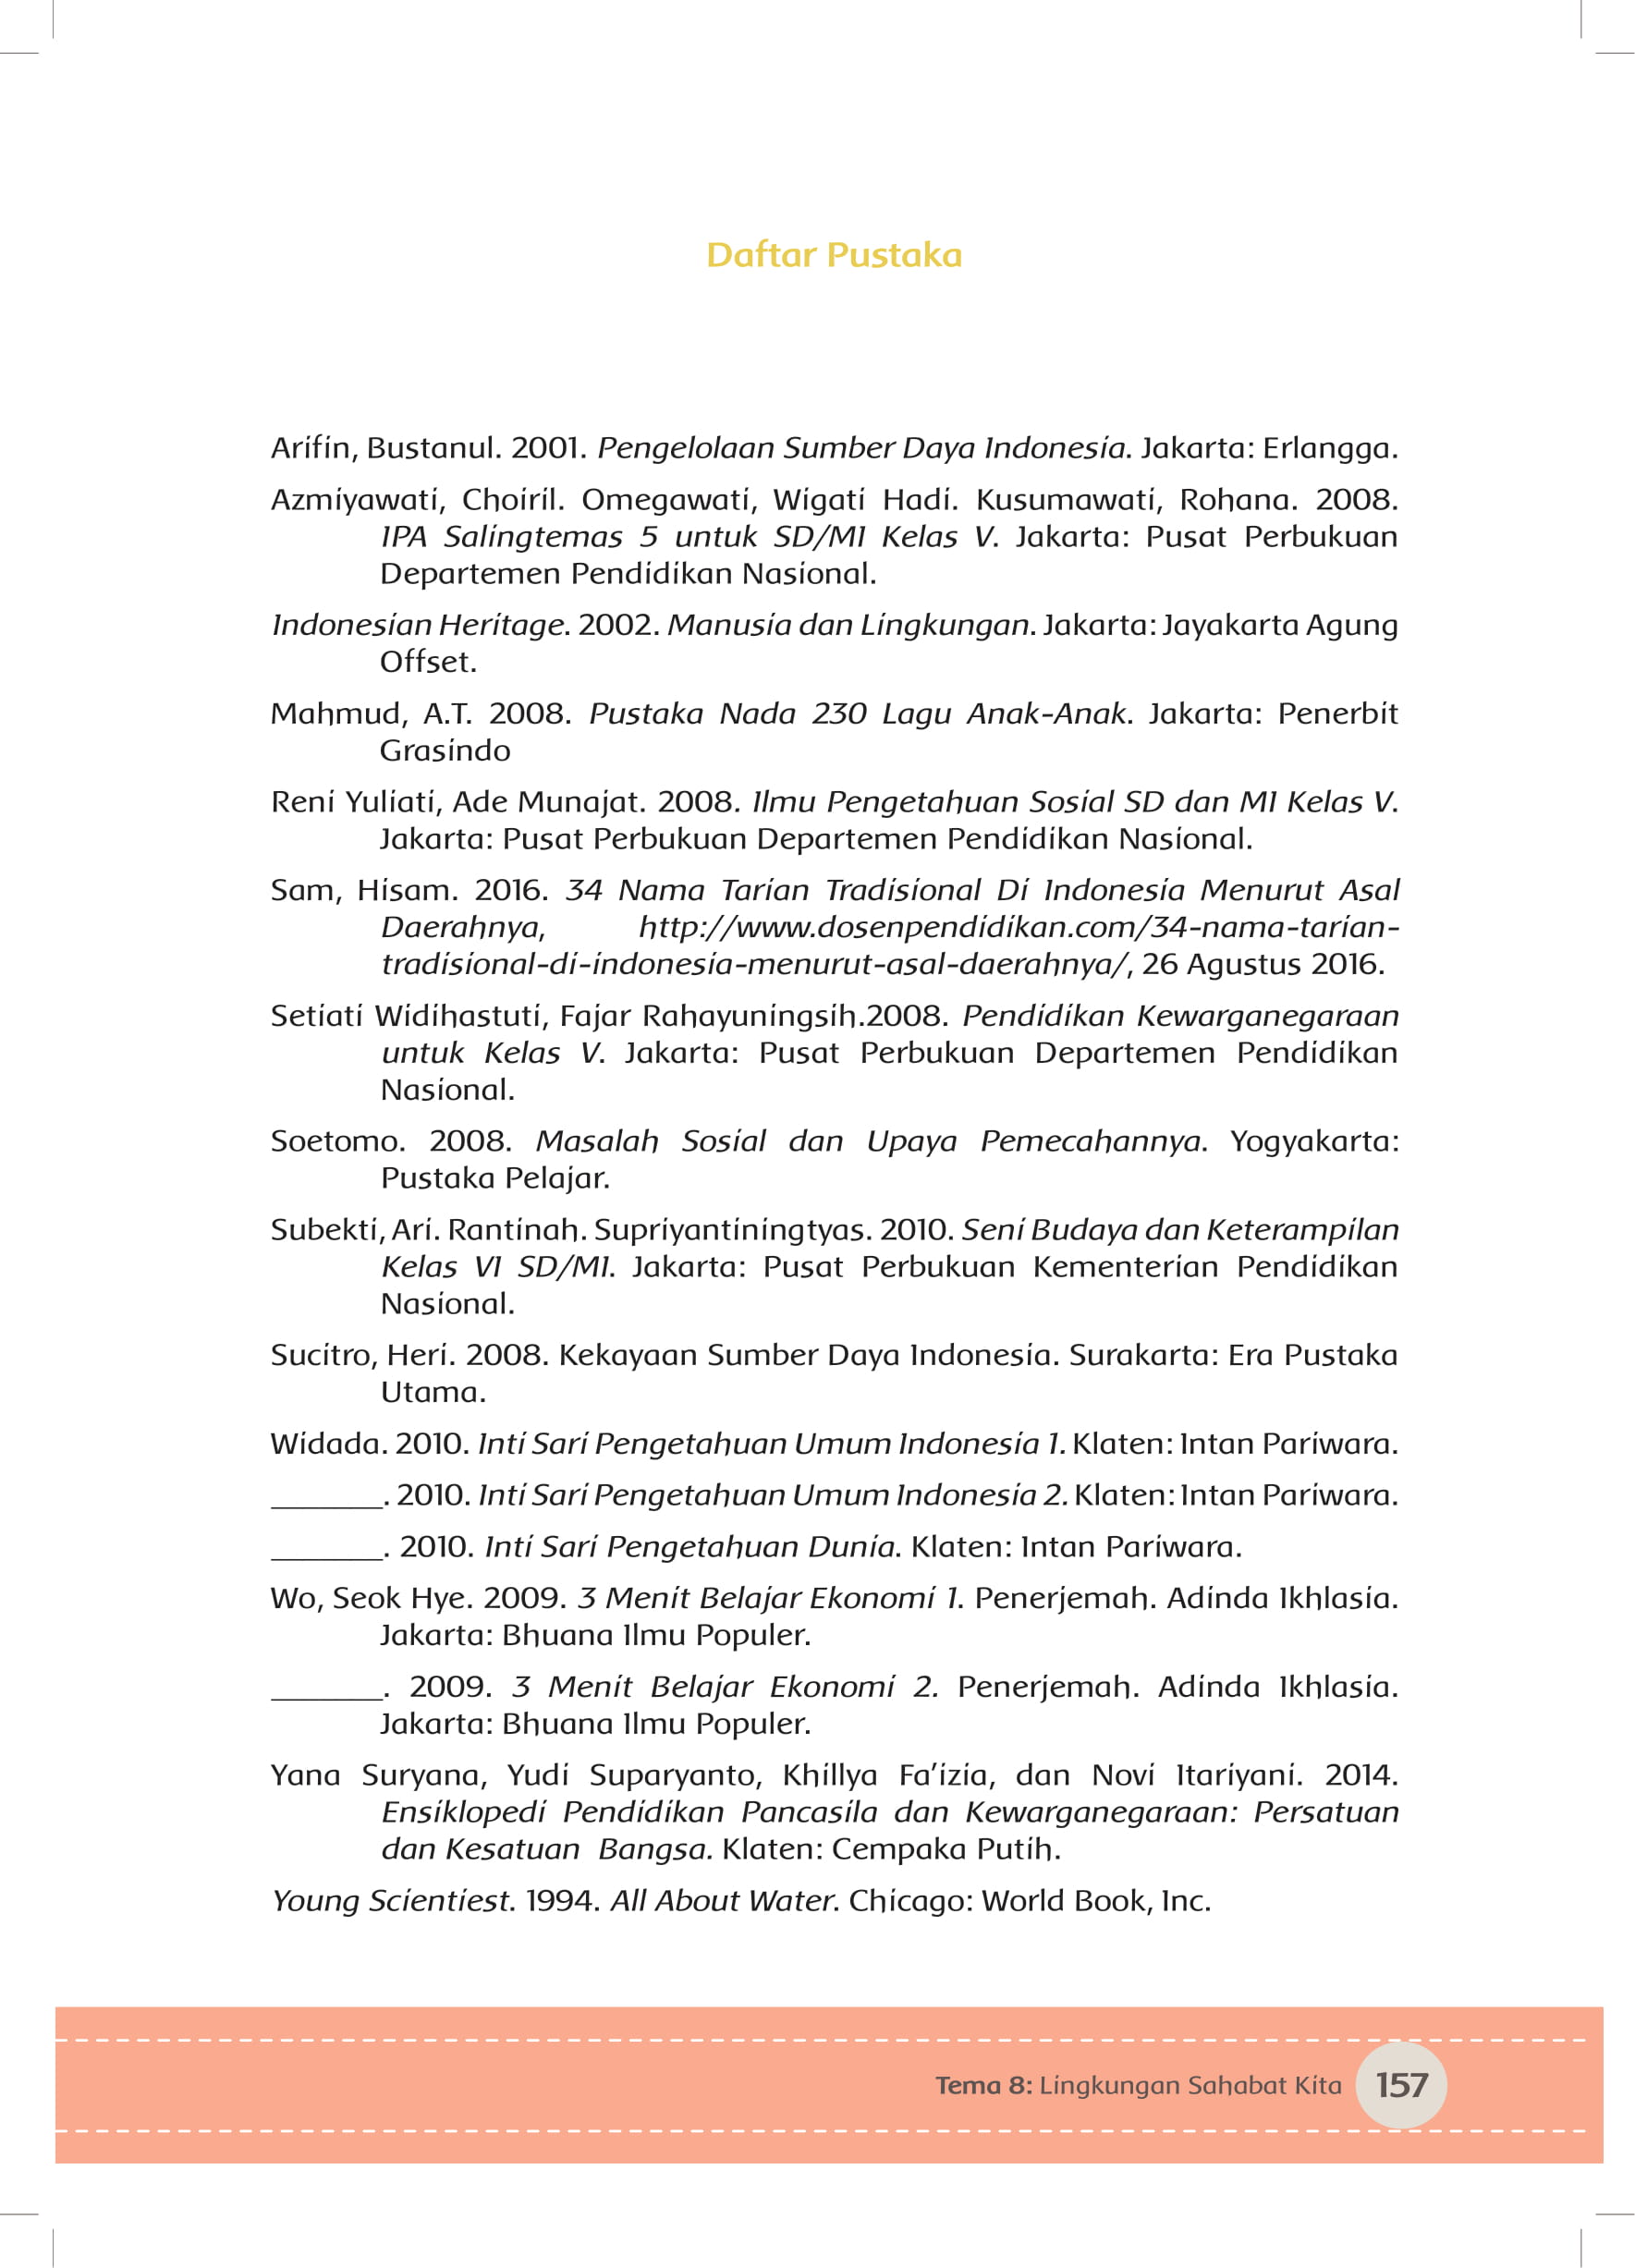 Daftar Pustaka
Arifin, Bustanul. 2001. Pengelolaan Sumber Daya Indonesia. Jakarta: Erlangga.
Azmiyawati, Choiril. Omegawati, Wigati Hadi. Kusumawati, Rohana. 2008.
IPA Salingtemas 5 untuk SD/MI Kelas V. Jakarta: Pusat Perbukuan
Departemen Pendidikan Nasional.
Indonesian Heritage. 2002. Manusia dan Lingkungan. Jakarta: Jayakarta Agung
Offset.
Mahmud, A.T. 2008. Pustaka Nada 230 Lagu Anak-Anak. Jakarta: Penerbit
Grasindo
Reni Yuliati, Ade Munajat. 2008. Ilmu Pengetahuan Sosial SD dan MI Kelas V.
Jakarta: Pusat Perbukuan Departemen Pendidikan Nasional.
Sam, Hisam. 2016. 34 Nama Tarian Tradisional Di Indonesia Menurut Asal
Daerahnya, http://www.dosenpendidikan.com/34-nama-tarian-
tradisional-di-indonesia-menurut-asal-daerahnya/, 26 Agustus 2016.
Setiati Widihastuti, Fajar Rahayuningsih.2008. Pendidikan Kewarganegaraan
untuk Kelas V. Jakarta: Pusat Perbukuan Departemen Pendidikan
Nasional.
Soetomo. 2008. Masalah Sosial dan Upaya Pemecahannya. Yogyakarta:
Pustaka Pelajar.
Subekti, Ari. Rantinah. Supriyantiningtyas. 2010. Seni Budaya dan Keterampilan
Kelas VI SD/MI. Jakarta: Pusat Perbukuan Kementerian Pendidikan
Nasional.
Sucitro, Heri. 2008. Kekayaan Sumber Daya Indonesia. Surakarta: Era Pustaka
Utama.
Widada. 2010. Inti Sari Pengetahuan Umum Indonesia 1. Klaten: Intan Pariwara.
_______. 2010. Inti Sari Pengetahuan Umum Indonesia 2. Klaten: Intan Pariwara.
_______. 2010. Inti Sari Pengetahuan Dunia. Klaten: Intan Pariwara.
Wo, Seok Hye. 2009. 3 Menit Belajar Ekonomi 1. Penerjemah. Adinda Ikhlasia.
Jakarta: Bhuana Ilmu Populer.
_______. 2009. 3 Menit Belajar Ekonomi 2. Penerjemah. Adinda Ikhlasia.
Jakarta: Bhuana Ilmu Populer.
Yana Suryana, Yudi Suparyanto, Khillya Fa’izia, dan Novi Itariyani. 2014.
Ensiklopedi Pendidikan Pancasila dan Kewarganegaraan: Persatuan
dan Kesatuan Bangsa. Klaten: Cempaka Putih.
Young Scientiest. 1994. All About Water. Chicago: World Book, Inc.
Tema 8: Lingkungan Sahabat Kita 157